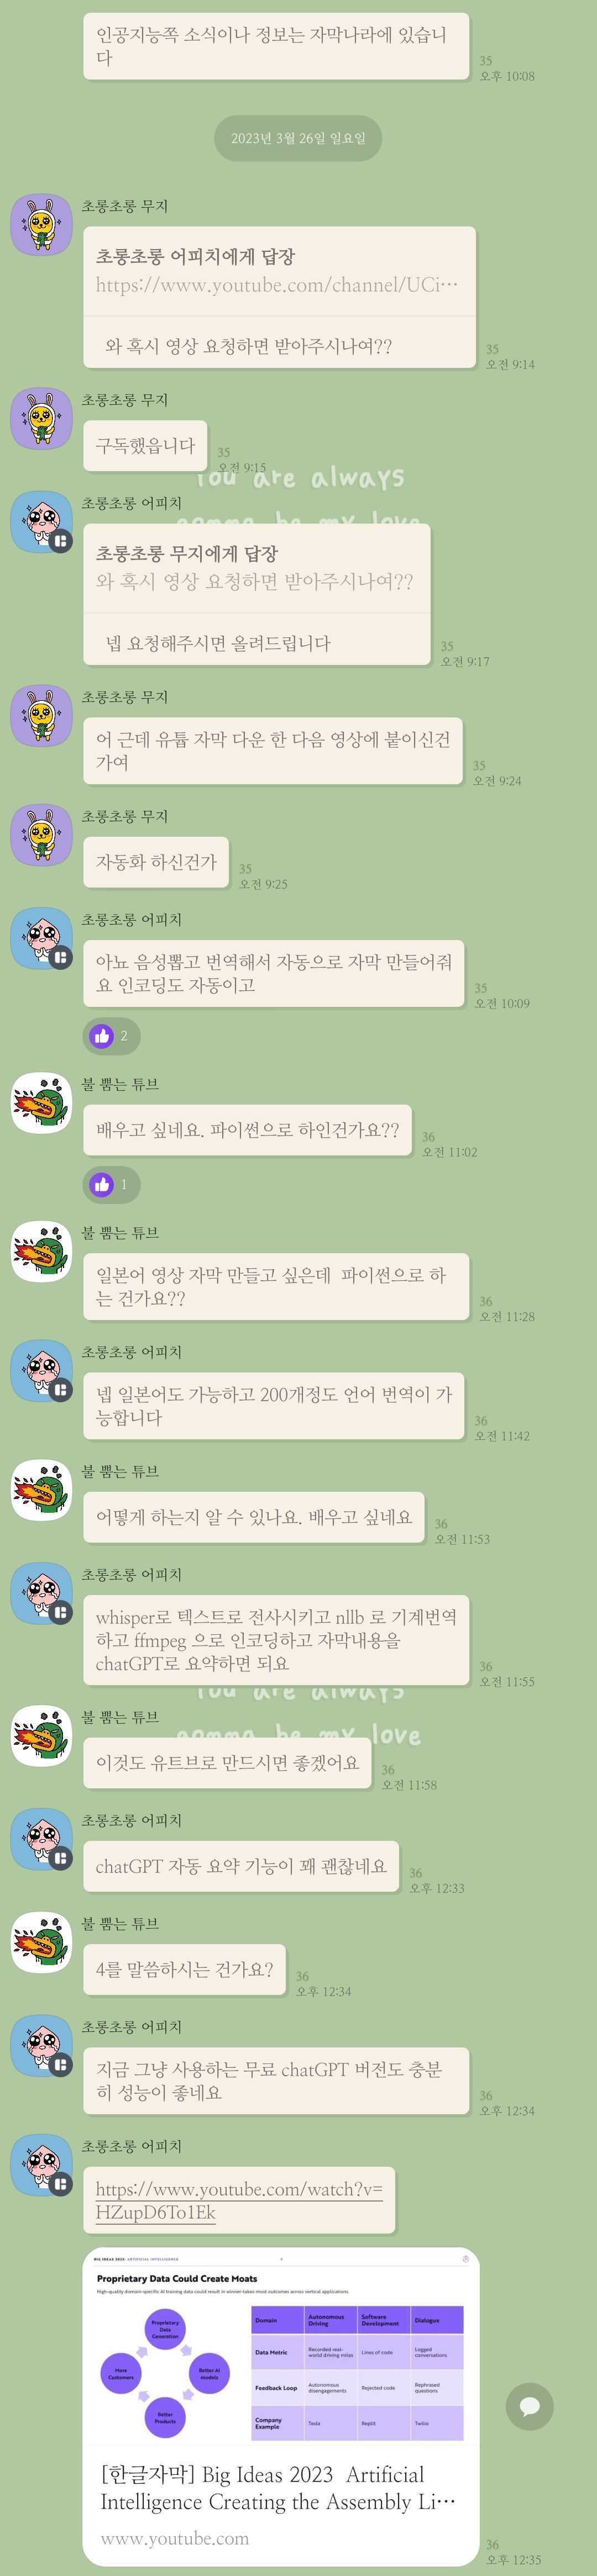 인공지능쪽 소식이나 정보는 자막나라에 있습니
다
35
오후 10:08
2023년 3월 26일 일요일
초롱초롱 무지
초롱초롱 어피치에게 답장
https://www.youtube.com/channel/UCi···
와 혹시 영상 요청하면 받아주시나여??
35
오전 9:14
초롱초롱 무지
구독했읍니다
35
오전 9:15
You are always
gonna be my love
초롱초롱 어피치
초롱초롱 무지에게 답장
와 혹시 영상 요청하면 받아주시나여??
넵 요청해주시면 올려드립니다
35
오전 9:17
초롱초롱 무지
어 근데 유튭 자막 다운 한 다음 영상에 붙이신건
가여
35
오전 9:24
초롱초롱 무지
자동화 하신건가
35
오전 9:25
초롱초롱 어피치
아뇨 음성뽑고 번역해서 자동으로 자막 만들어줘
요 인코딩도 자동이고
35
오전 10:09
2
불 뿜는 튜브
배우고 싶네요. 파이썬으로 하인건가요??
36
오전 11:02
1
불 뿜는 튜브
일본어 영상 자막 만들고 싶은데 파이썬으로 하
는 건가요??
36
오전 11:28
초롱초롱 어피치
넵 일본어도 가능하고 200개정도 언어 번역이 가
능합니다
36
오전 11:42
불 뿜는 튜브
어떻게 하는지 알 수 있나요. 배우고 싶네요
36
오전 11:53
초롱초롱 어피치
whisper로 텍스트로 전사시키고 nllb 로 기계번역
하고 ffmpeg 으로 인코딩하고 자막내용을
chatGPT로 요약하면 되요
36
오전 11:55
You are always
gonna be my love
불 뿜는 튜브
이것도 유트브로 만드시면 좋겠어요
36
오전 11:58
초롱초롱 어피치
chatGPT 자동 요약 기능이 꽤 괜찮네요
36
오후 12:33
불 뿜는 튜브
4를 말씀하시는 건가요?
36
오후 12:34
초롱초롱 어피치
지금 그냥 사용하는 무료 chatGPT 버전도 충분
히 성능이 좋네요
36
오후 12:34
초롱초롱 어피치
https://www.youtube.com/watch?v=
HZupD6To1Ek
BIG IDEAS 2023: ARTIFICIAL INTELLIGENCE
Proprietary Data Could Create Moats
High-quality domain-specific AI training data could result in winner-takes-most outcomes across vertical applications.
Proprietary
Data
Generation
More
Customers
Better AI
models
Better
Products
Domain
Autonomous
Driving
Software
Development
Dialogue
Data Metric
Recorded real-
world driving miles
Lines of code
Logged
conversations
Feedback Loop
Autonomous
disengagements
Rejected code
Rephrased
questions
Company
Example
Tesla
Replit
Twilio
[한글자막] Big Ideas 2023 Artificial
Intelligence Creating the Assembly Li···
www.youtube.com
36
오후 12:35